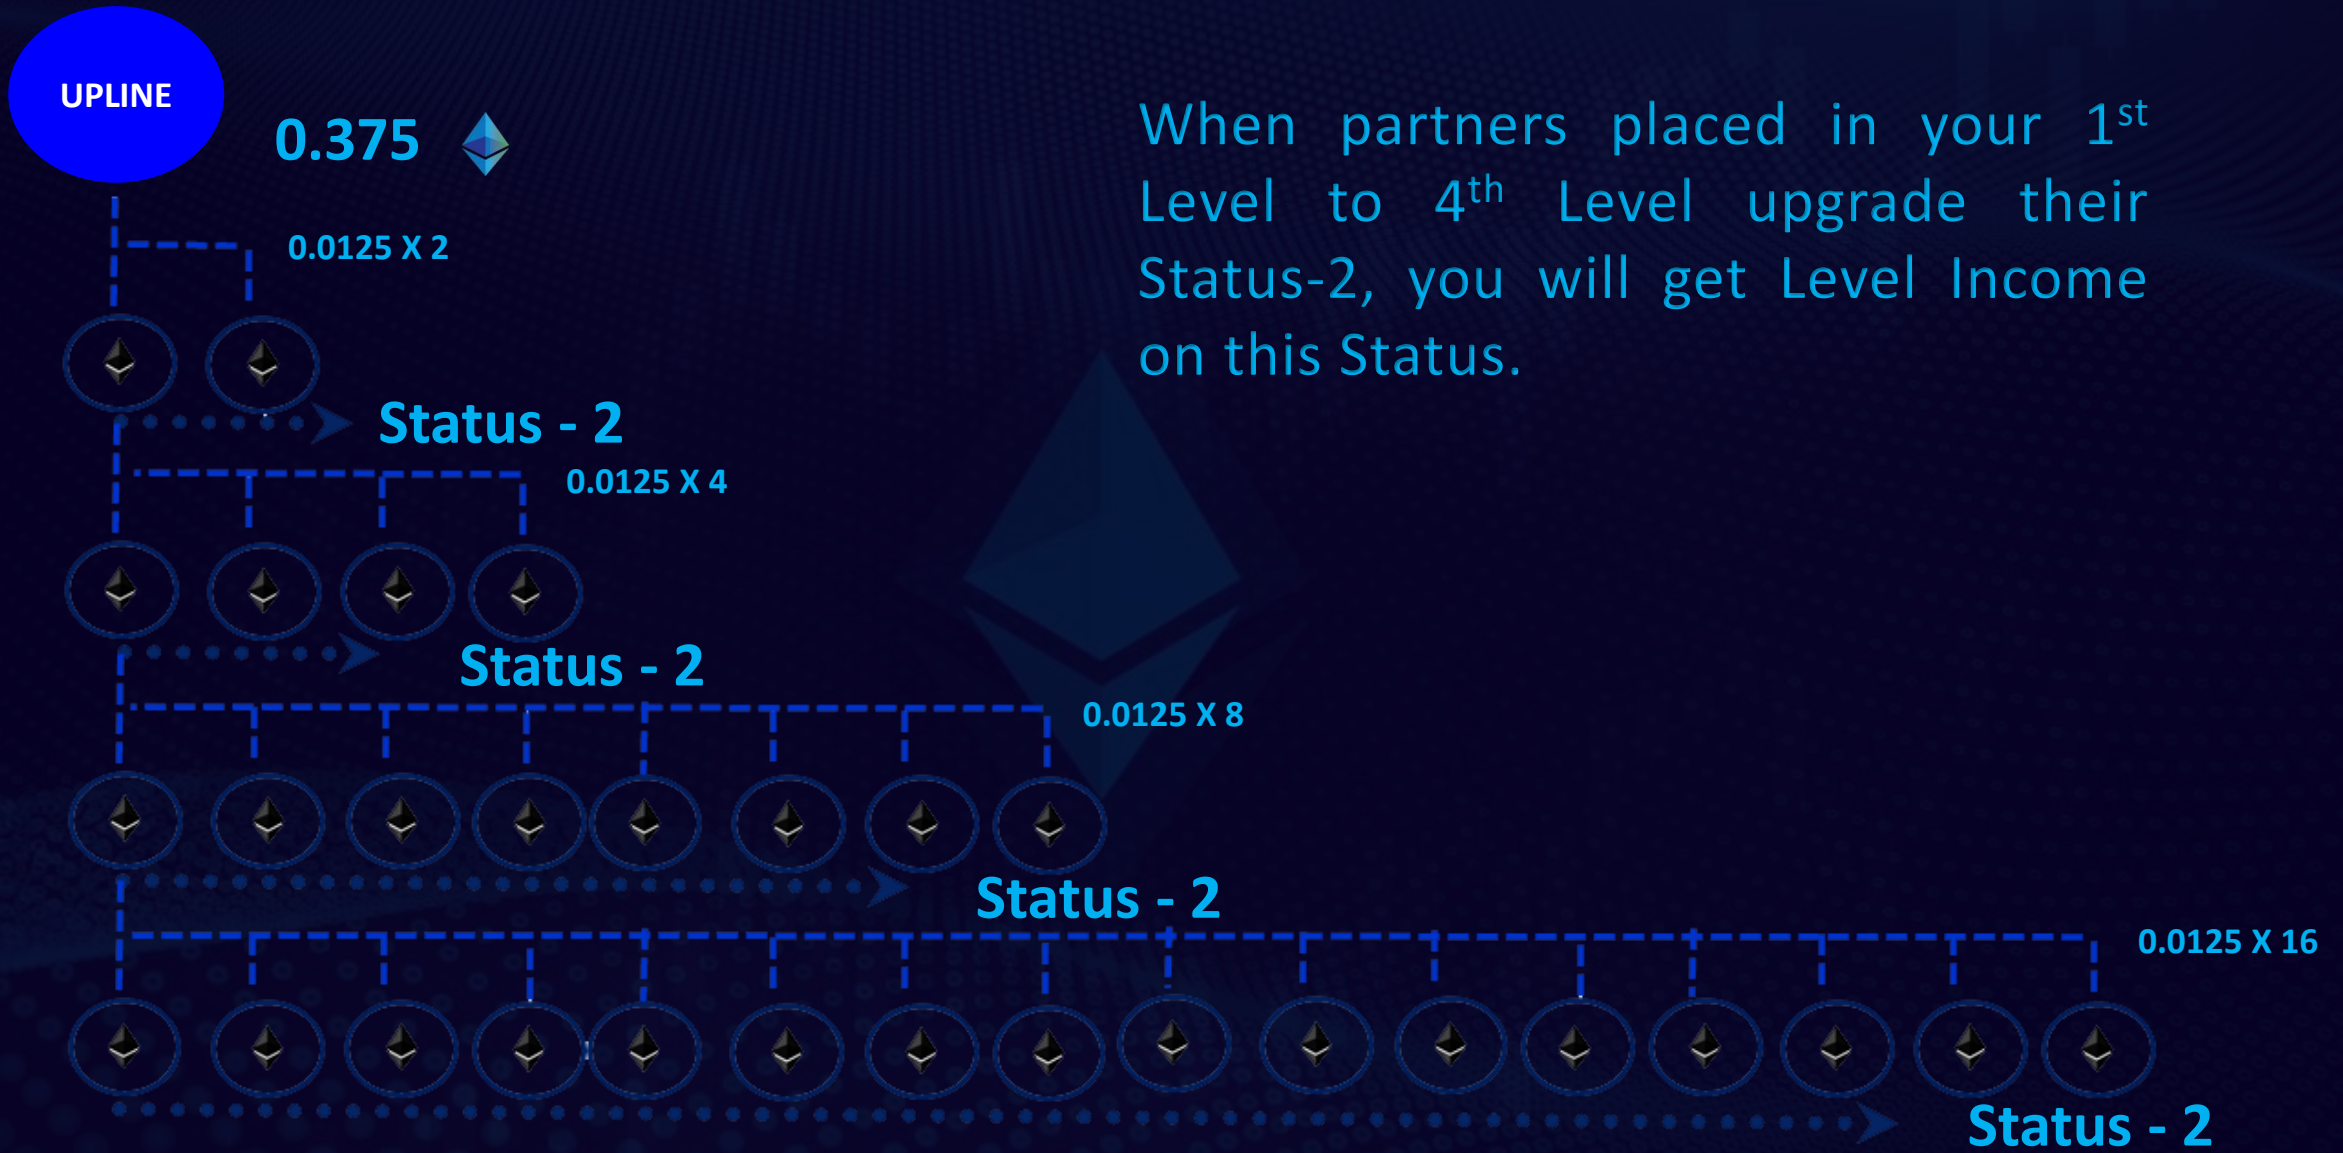 UPLINE
0.375
When partners placed in your 1st
Level to 4th Level upgrade their
Status-2, you will get Level Income
on this Status.
0.0125 X 2
Status - 2
0.0125 X 4
Status - 2
0.0125 X 8
Status - 2
0.0125 X 16
Status - 2